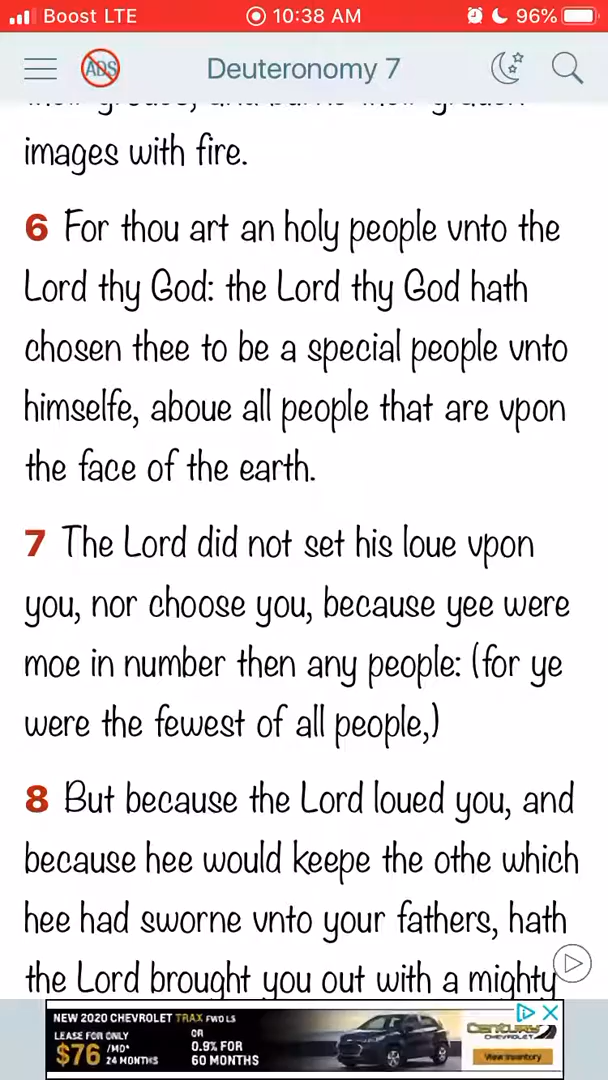 Boost LTE 10:38 AM 96%
ADS Deuteronomy 7
images with fire.
6 For thou art an holy people vnto the
Lord thy God: the Lord thy God hath
chosen thee to be a special people vnto
himselfe, aboue all people that are vpon
the face of the earth.
7 The Lord did not set his loue vpon
you, nor choose you, because yee were
moe in number then any people: (for ye
were the fewest of all people,)
8 But because the Lord loued you, and
because hee would keepe the othe which
hee had sworne vnto your fathers, hath
the Lord brought you out with a mighty
NEW 2020 CHEVROLET TRAX FWD LS
LEASE FOR ONLY
$76 /MO*
24 MONTHS
OR
0.9% FOR
60 MONTHS
Century
CHEVROLET
View Inventory